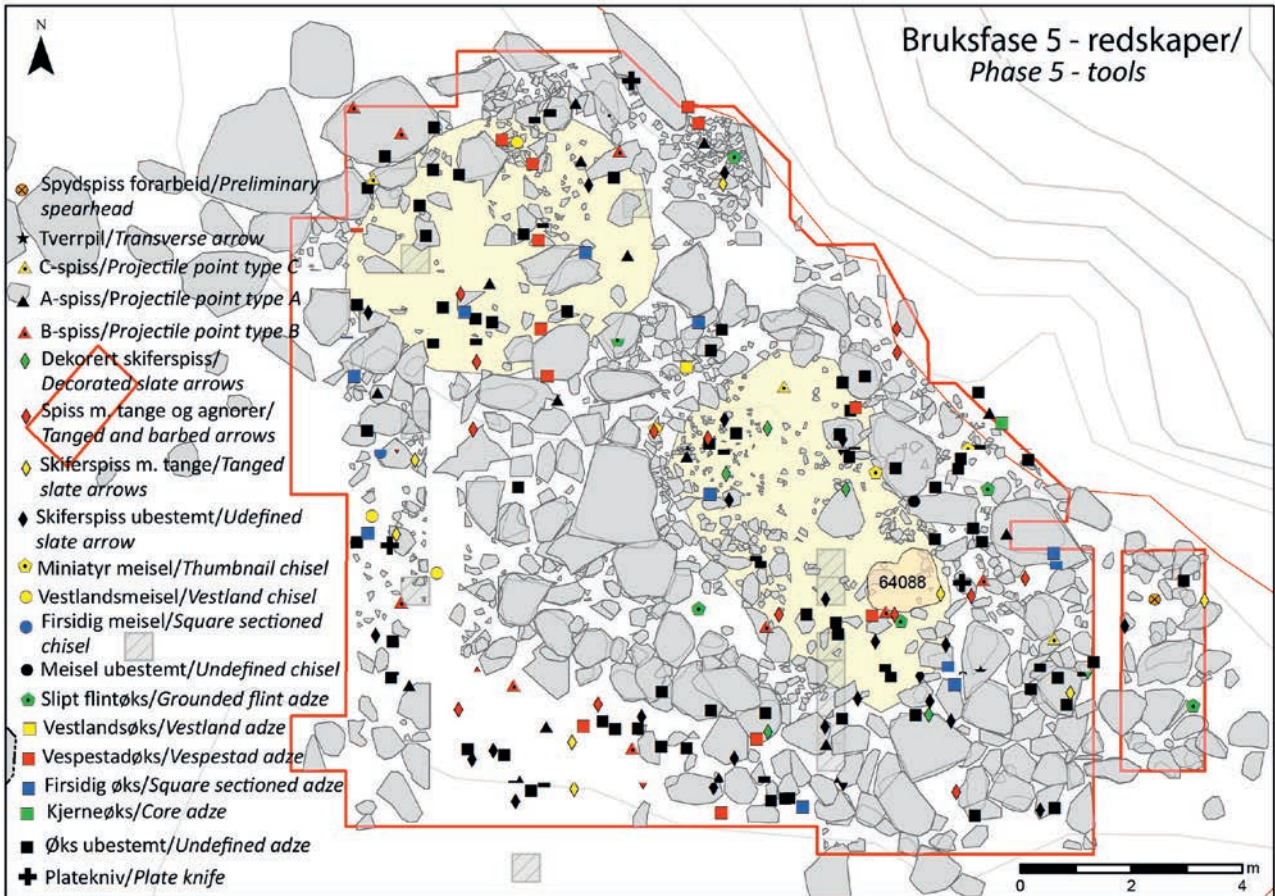 Bruksfase 5 - redskaper/
Phase 5 - tools
N
Spydspiss forarbeid/Preliminary
spearhead
Tverrpil/Transverse arrow
C-spiss/Projectile point type C
A-spiss/Projectile point type A
B-spiss/Projectile point type B
Dekorert skiferspiss/
Decorated slate arrows
Spiss m. tange og agnorer/
Tanged and barbed arrows
Skiferspiss m. tange/Tanged
slate arrows
Skiferspiss ubestemt/Udefined
slate arrow
Miniatyr meisel/Thumbnail chisel
Vestlandsmeisel/Vestland chisel
Firsidig meisel/Square sectioned
chisel
Meisel ubestemt/Undefined chisel
Slipt flintøks/Grounded flint adze
Vestlandsøks/Vestland adze
Vespestadøks/Vespestad adze
Firsidig øks/Square sectioned adze
Kjerneøks/Core adze
Øks ubestemt/Undefined adze
Platekniv/Plate knife
64088
m
0 2 4